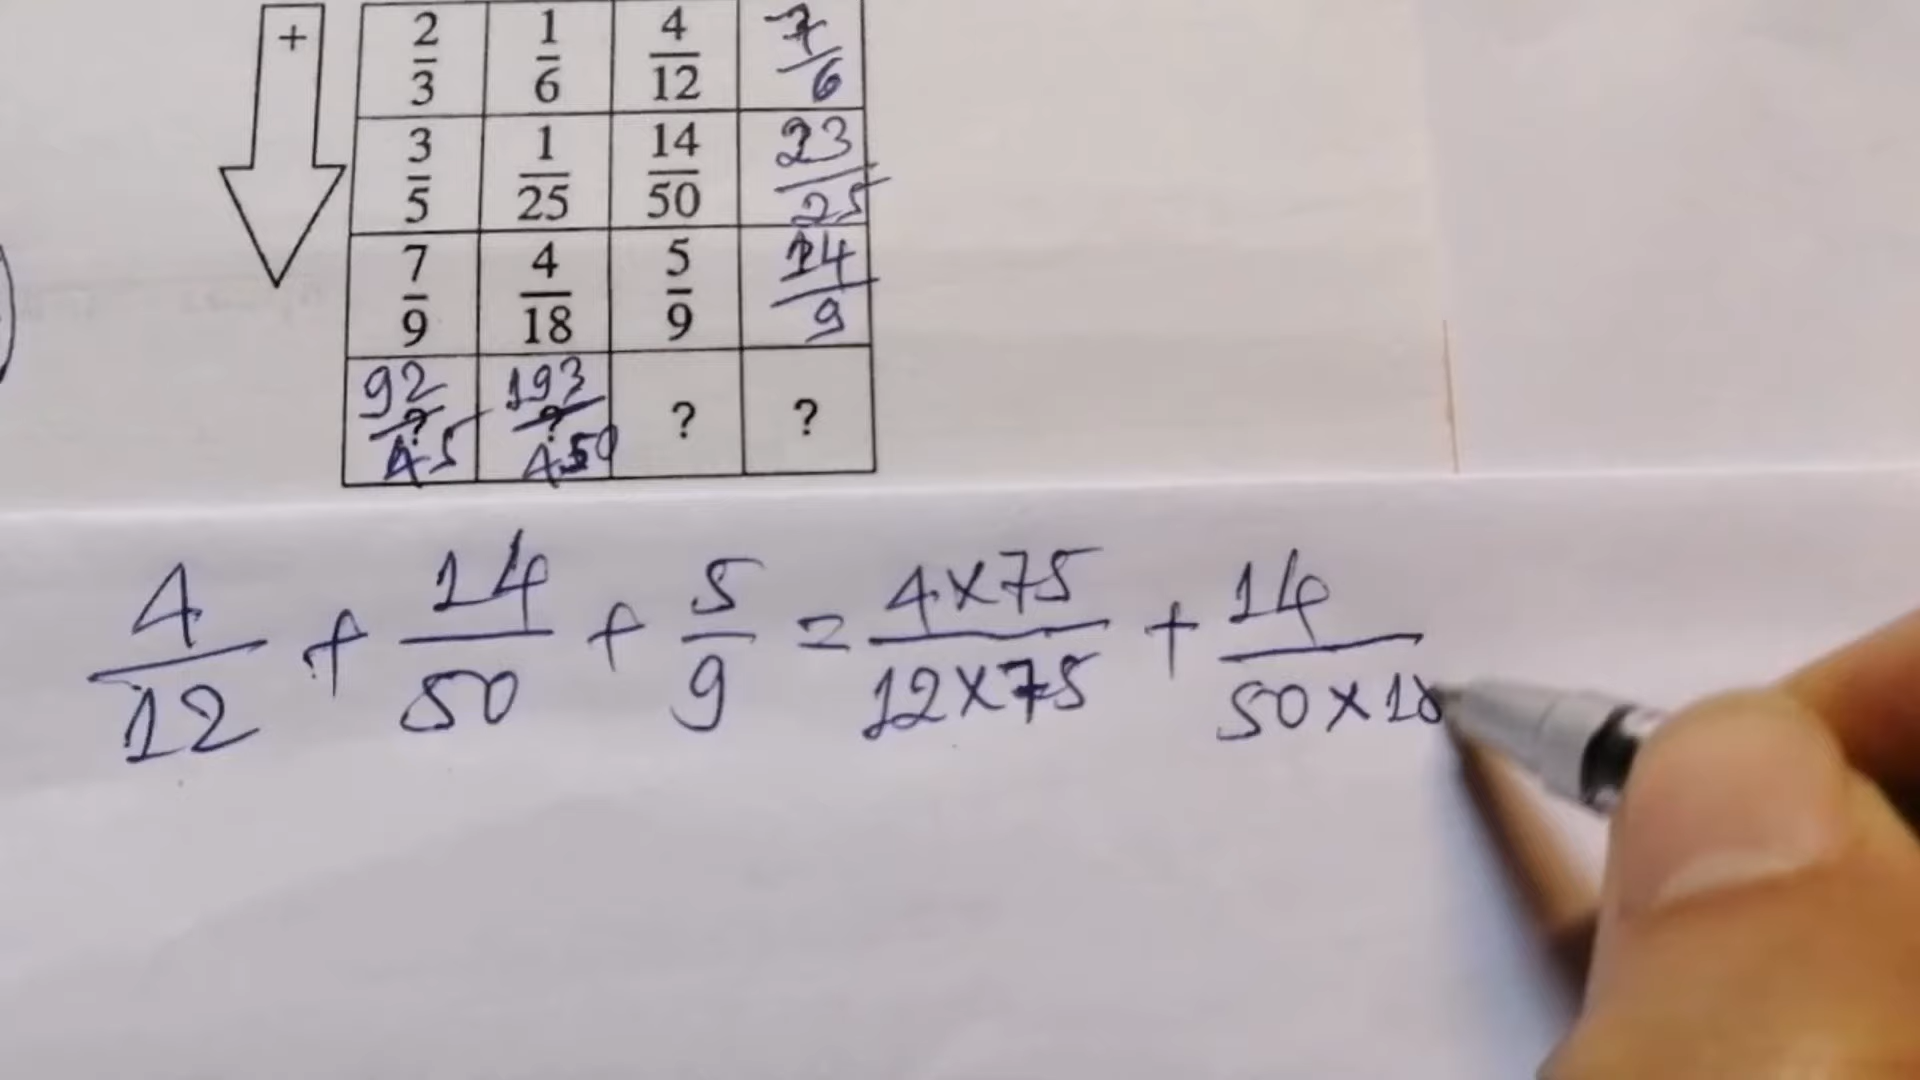 + 2/3 1/6 4/12 7/6
3/5 1/25 14/50 23/25
7/9 4/18 5/9 14/9
92/45 ? 193/450 ? ? ?
4/12 + 14/50 + 5/9 = 4×75/12×75 + 14/50×18